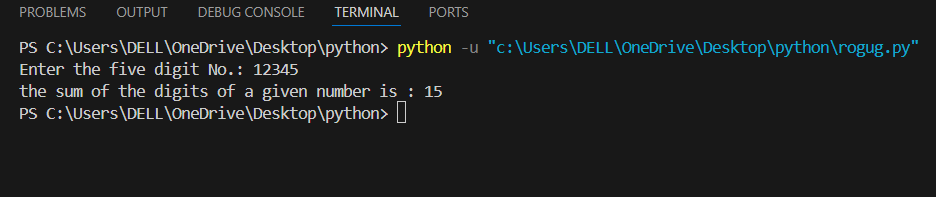 PROBLEMS OUTPUT DEBUG CONSOLE TERMINAL PORTS
PS C:\Users\DELL\OneDrive\Desktop\python> python -u "c:\Users\DELL\OneDrive\Desktop\python\rogug.py"
Enter the five digit No.: 12345
the sum of the digits of a given number is : 15
PS C:\Users\DELL\OneDrive\Desktop\python>